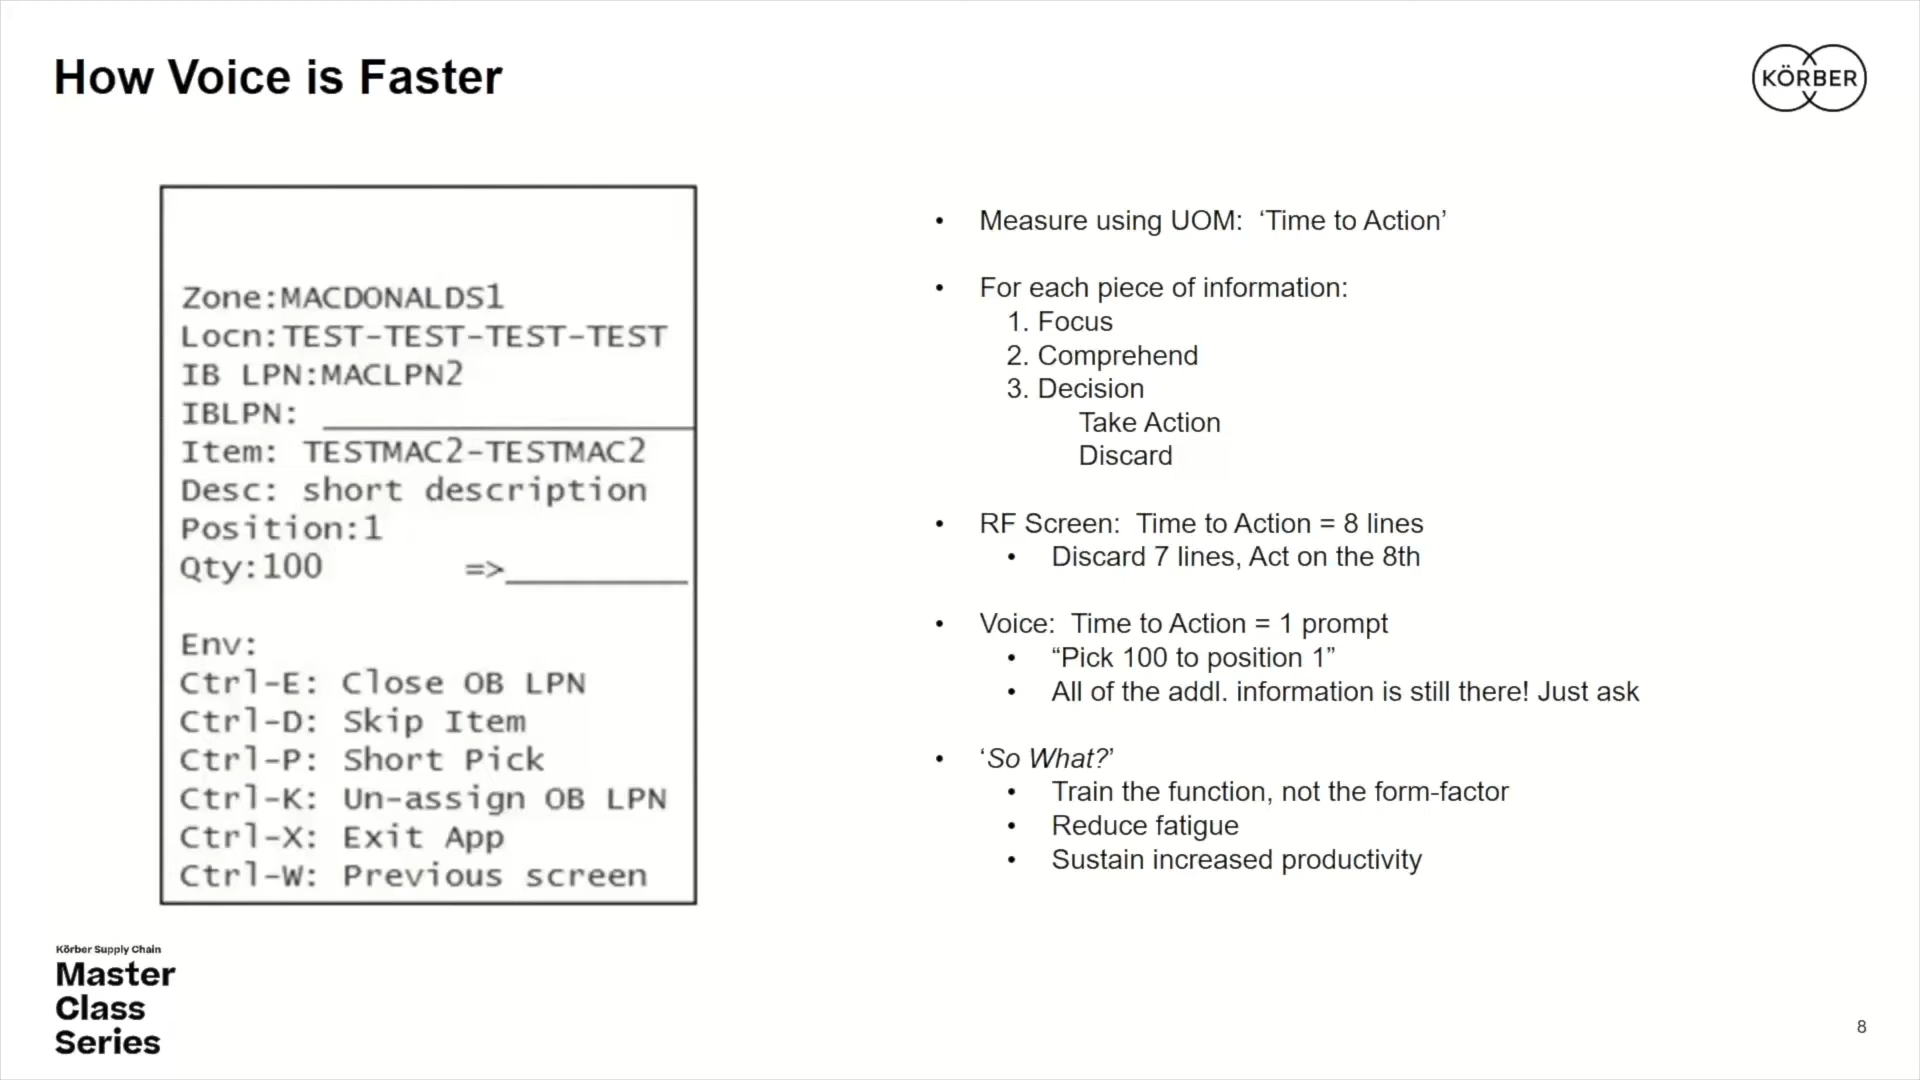 How Voice is Faster
KÖRBER
Zone:MACDONALDS1
Locn:TEST-TEST-TEST-TEST
IB LPN:MACLPN2
IBLPN: ____________
Item: TESTMAC2-TESTMAC2
Desc: short description
Position:1
Qty:100 =>_________
Env:
Ctrl-E: Close OB LPN
Ctrl-D: Skip Item
Ctrl-P: Short Pick
Ctrl-K: Un-assign OB LPN
Ctrl-X: Exit App
Ctrl-W: Previous screen
• Measure using UOM: ‘Time to Action’
• For each piece of information:
1. Focus
2. Comprehend
3. Decision
Take Action
Discard
• RF Screen: Time to Action = 8 lines
• Discard 7 lines, Act on the 8th
• Voice: Time to Action = 1 prompt
• “Pick 100 to position 1”
• All of the addl. information is still there! Just ask
• ‘So What?’
• Train the function, not the form-factor
• Reduce fatigue
• Sustain increased productivity
Körber Supply Chain
Master
Class
Series
8